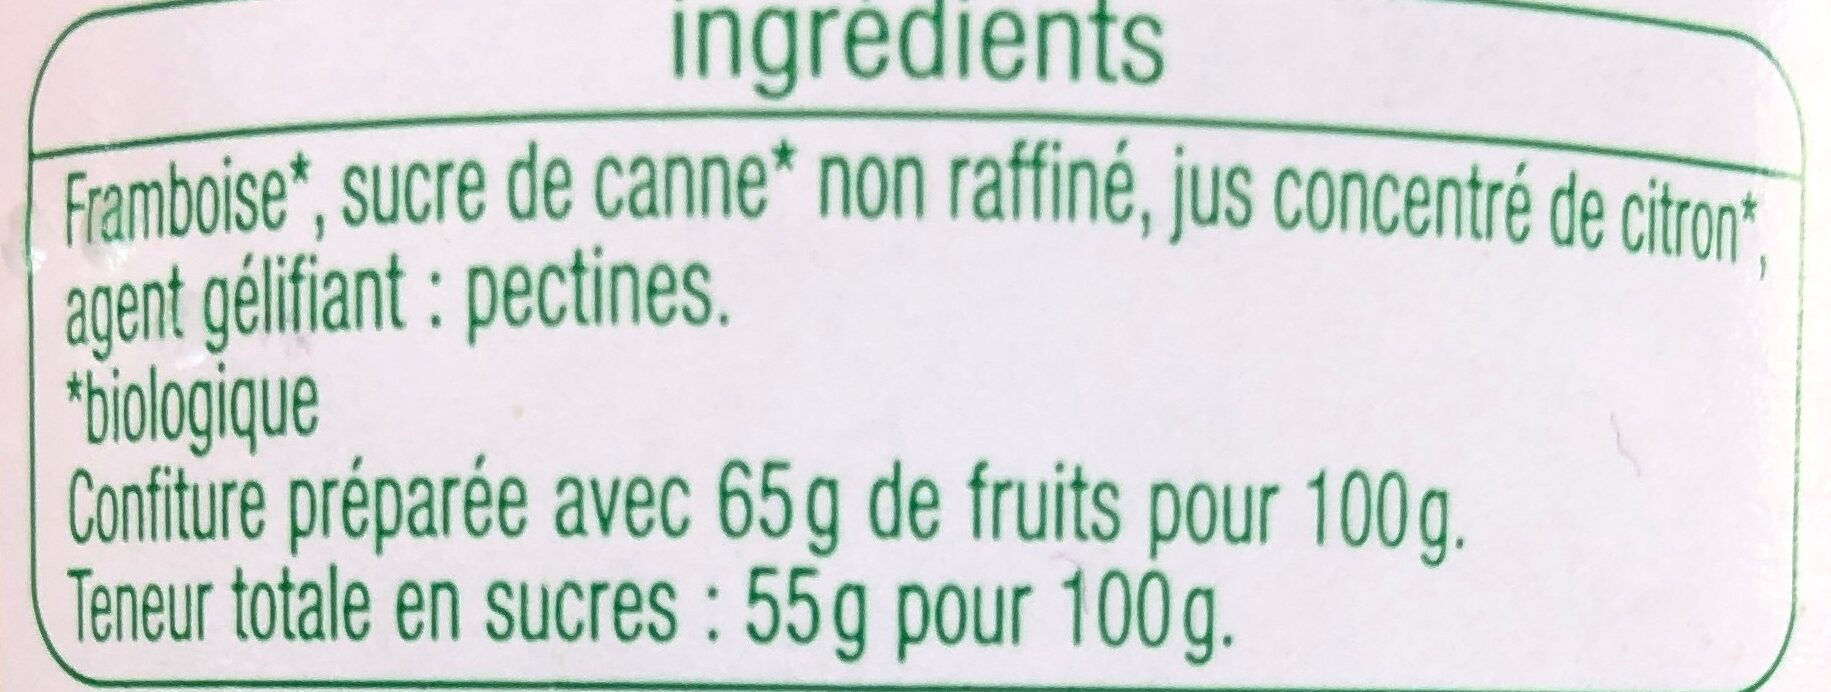 ingrédients
Framboise*, sucre de canne* non raffiné, jus concentré de citron*,
agent gélifiant : pectines.
*biologique
Confiture préparée avec 65g de fruits pour 100g.
Teneur totale en sucres : 55g pour 100g.